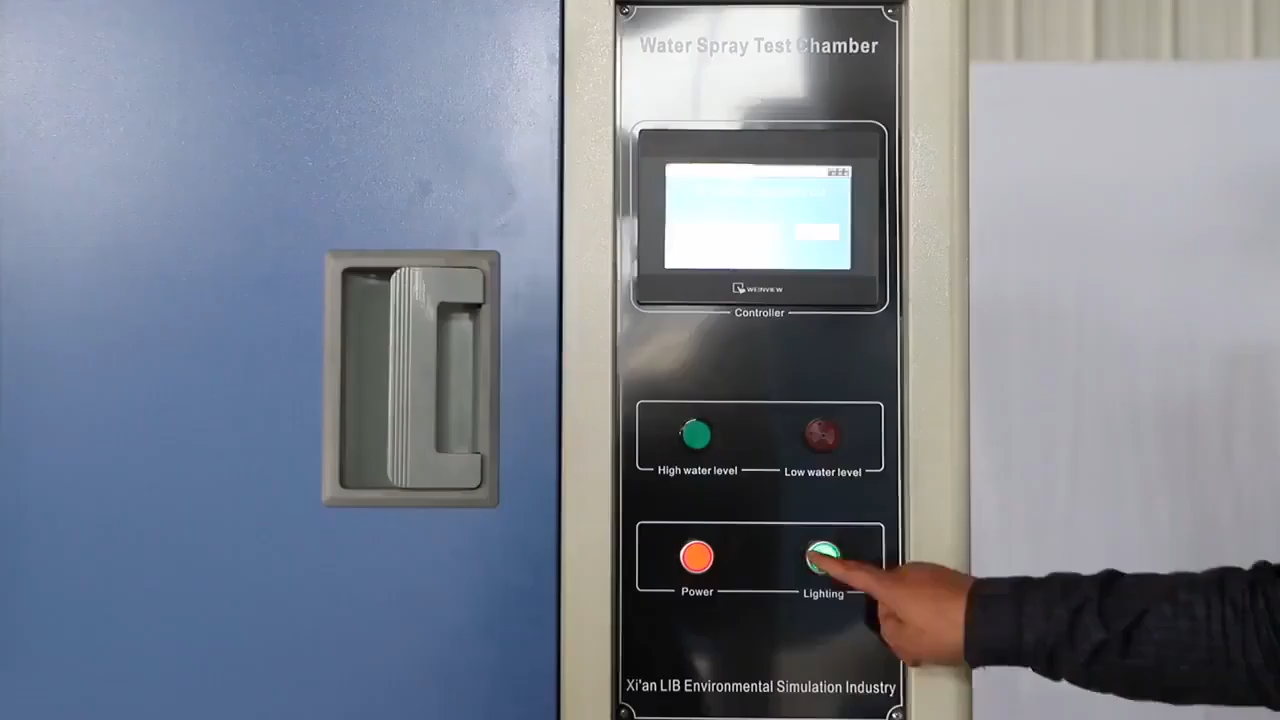 Water Spray Test Chamber
WEINVIEW
Controller
High water level
Low water level
Power
Lighting
Xi'an LIB Environmental Simulation Industry